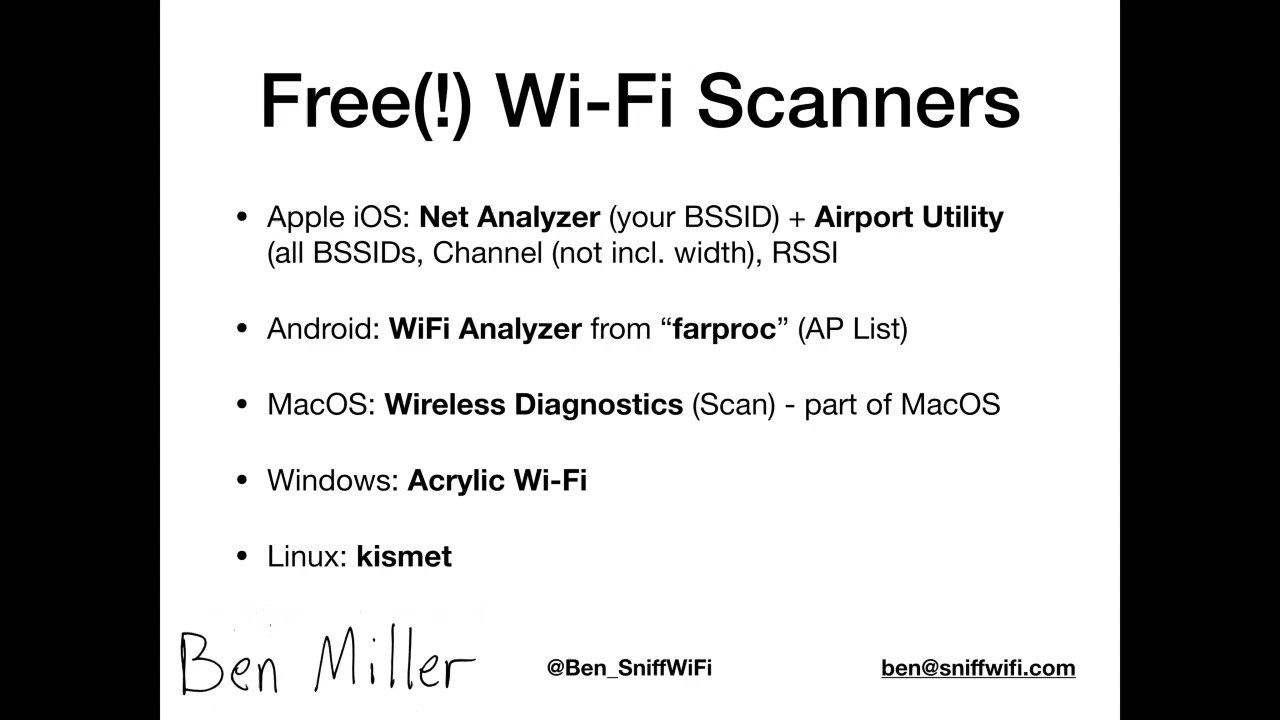 Free(!) Wi-Fi Scanners
• Apple iOS: Net Analyzer (your BSSID) + Airport Utility
(all BSSIDs, Channel (not incl. width), RSSI
• Android: WiFi Analyzer from “farproc” (AP List)
• MacOS: Wireless Diagnostics (Scan) - part of MacOS
• Windows: Acrylic Wi-Fi
• Linux: kismet
Ben Miller
@Ben_SniffWiFi
ben@sniffwifi.com